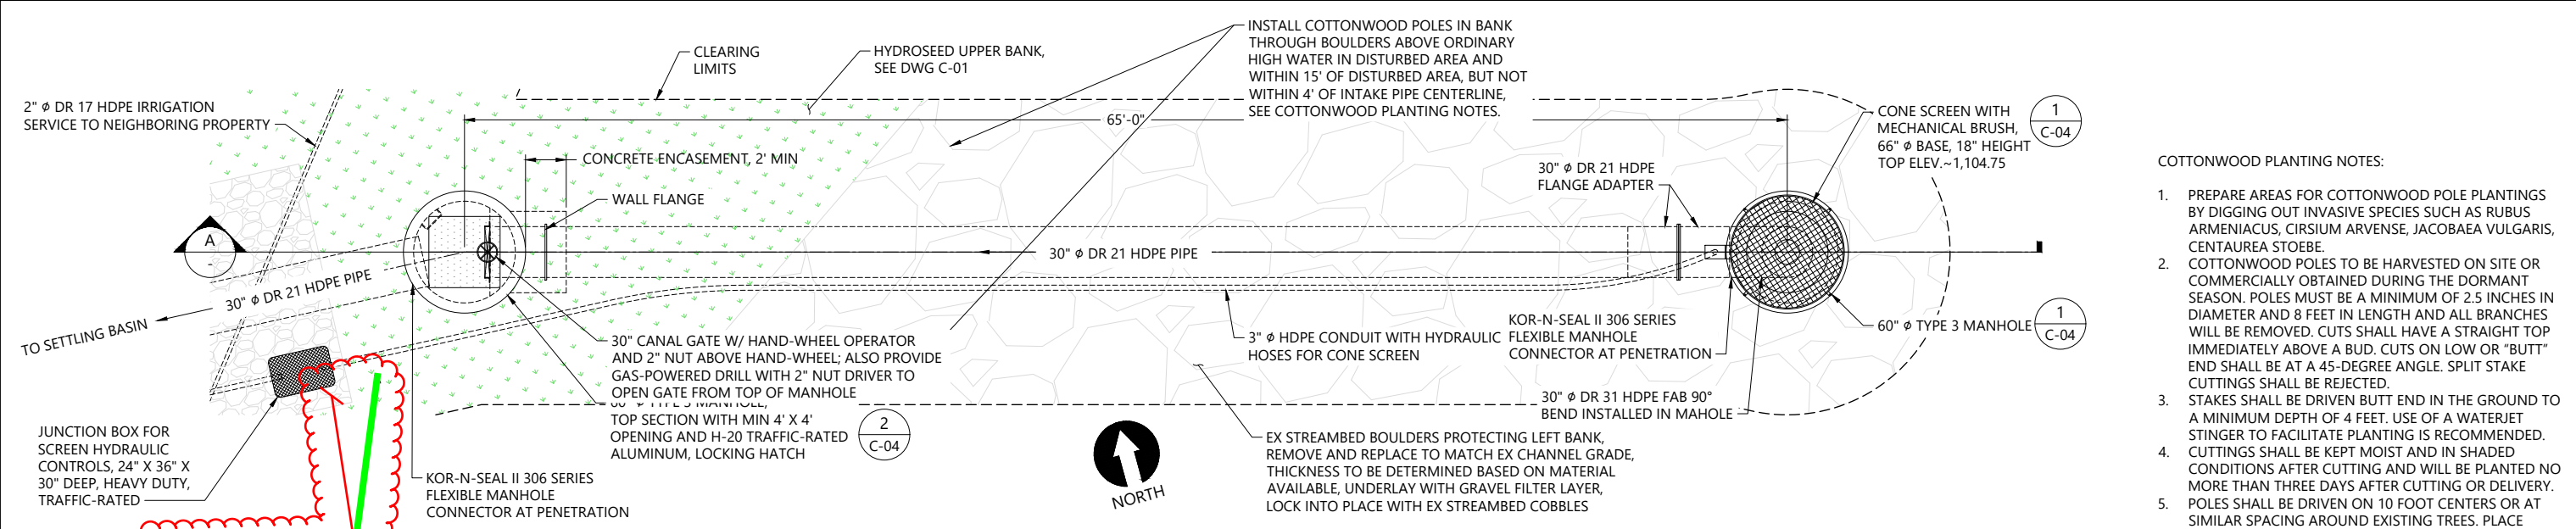 CLEARING
LIMITS
HYDROSEED UPPER BANK,
SEE DWG C-01
INSTALL COTTONWOOD POLES IN BANK
THROUGH BOULDERS ABOVE ORDINARY
HIGH WATER IN DISTURBED AREA AND
WITHIN 15' OF DISTURBED AREA, BUT NOT
WITHIN 4' OF INTAKE PIPE CENTERLINE,
SEE COTTONWOOD PLANTING NOTES.
2" ø DR 17 HDPE IRRIGATION
SERVICE TO NEIGHBORING PROPERTY
65'-0"
CONE SCREEN WITH
MECHANICAL BRUSH,
66" ø BASE, 18" HEIGHT
TOP ELEV.~1,104.75
1
C-04
CONCRETE ENCASEMENT, 2' MIN
WALL FLANGE
30" ø DR 21 HDPE
FLANGE ADAPTER
A
30" ø DR 21 HDPE PIPE
30" ø DR 21 HDPE PIPE
TO SETTLING BASIN
30" CANAL GATE W/ HAND-WHEEL OPERATOR
AND 2" NUT ABOVE HAND-WHEEL; ALSO PROVIDE
GAS-POWERED DRILL WITH 2" NUT DRIVER TO
OPEN GATE FROM TOP OF MANHOLE
TOP SECTION WITH MIN 4' X 4'
OPENING AND H-20 TRAFFIC-RATED
ALUMINUM, LOCKING HATCH
2
C-04
3" ø HDPE CONDUIT WITH HYDRAULIC
HOSES FOR CONE SCREEN
KOR-N-SEAL II 306 SERIES
FLEXIBLE MANHOLE
CONNECTOR AT PENETRATION
60" ø TYPE 3 MANHOLE
1
C-04
30" ø DR 31 HDPE FAB 90°
BEND INSTALLED IN MAHOLE
JUNCTION BOX FOR
SCREEN HYDRAULIC
CONTROLS, 24" X 36" X
30" DEEP, HEAVY DUTY,
TRAFFIC-RATED
KOR-N-SEAL II 306 SERIES
FLEXIBLE MANHOLE
CONNECTOR AT PENETRATION
NORTH
EX STREAMBED BOULDERS PROTECTING LEFT BANK,
REMOVE AND REPLACE TO MATCH EX CHANNEL GRADE,
THICKNESS TO BE DETERMINED BASED ON MATERIAL
AVAILABLE, UNDERLAY WITH GRAVEL FILTER LAYER,
LOCK INTO PLACE WITH EX STREAMBED COBBLES
COTTONWOOD PLANTING NOTES:
1. PREPARE AREAS FOR COTTONWOOD POLE PLANTINGS
BY DIGGING OUT INVASIVE SPECIES SUCH AS RUBUS
ARMENIACUS, CIRSIUM ARVENSE, JACOBAEA VULGARIS,
CENTAUREA STOEBE.
2. COTTONWOOD POLES TO BE HARVESTED ON SITE OR
COMMERCIALLY OBTAINED DURING THE DORMANT
SEASON. POLES MUST BE A MINIMUM OF 2.5 INCHES IN
DIAMETER AND 8 FEET IN LENGTH AND ALL BRANCHES
WILL BE REMOVED. CUTS SHALL HAVE A STRAIGHT TOP
IMMEDIATELY ABOVE A BUD. CUTS ON LOW OR "BUTT"
END SHALL BE AT A 45-DEGREE ANGLE. SPLIT STAKE
CUTTINGS SHALL BE REJECTED.
3. STAKES SHALL BE DRIVEN BUTT END IN THE GROUND TO
A MINIMUM DEPTH OF 4 FEET. USE OF A WATERJET
STINGER TO FACILITATE PLANTING IS RECOMMENDED.
4. CUTTINGS SHALL BE KEPT MOIST AND IN SHADED
CONDITIONS AFTER CUTTING AND WILL BE PLANTED NO
MORE THAN THREE DAYS AFTER CUTTING OR DELIVERY.
5. POLES SHALL BE DRIVEN ON 10 FOOT CENTERS OR AT
SIMILAR SPACING AROUND EXISTING TREES. PLACE